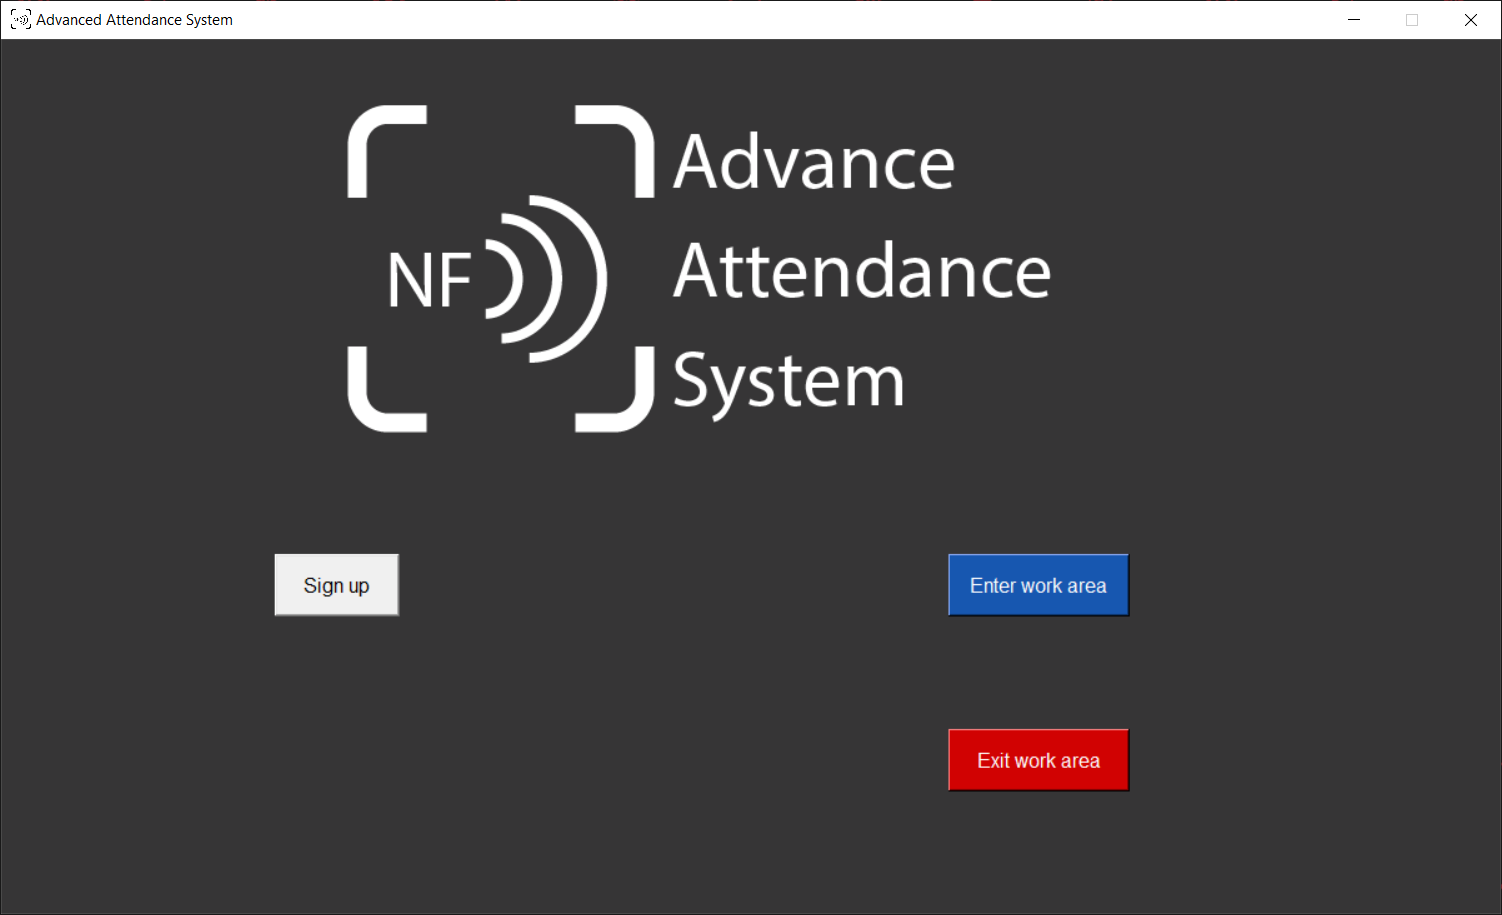 Advanced Attendance System
Advance
Attendance
System
NF
Sign up
Enter work area
Exit work area